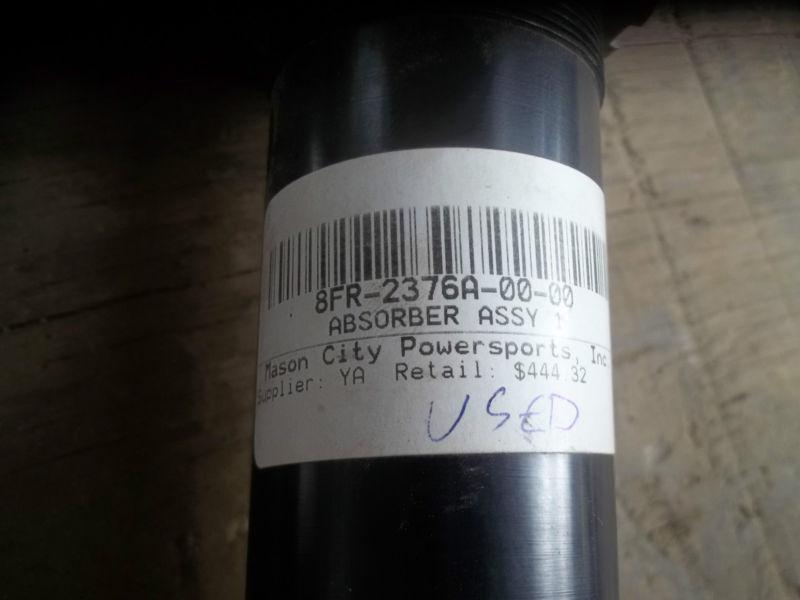 8FR-2376A-00-00
ABSORBER ASSY 1
Mason City Powersports, Inc
Supplier: YA Retail: $444.32
USED